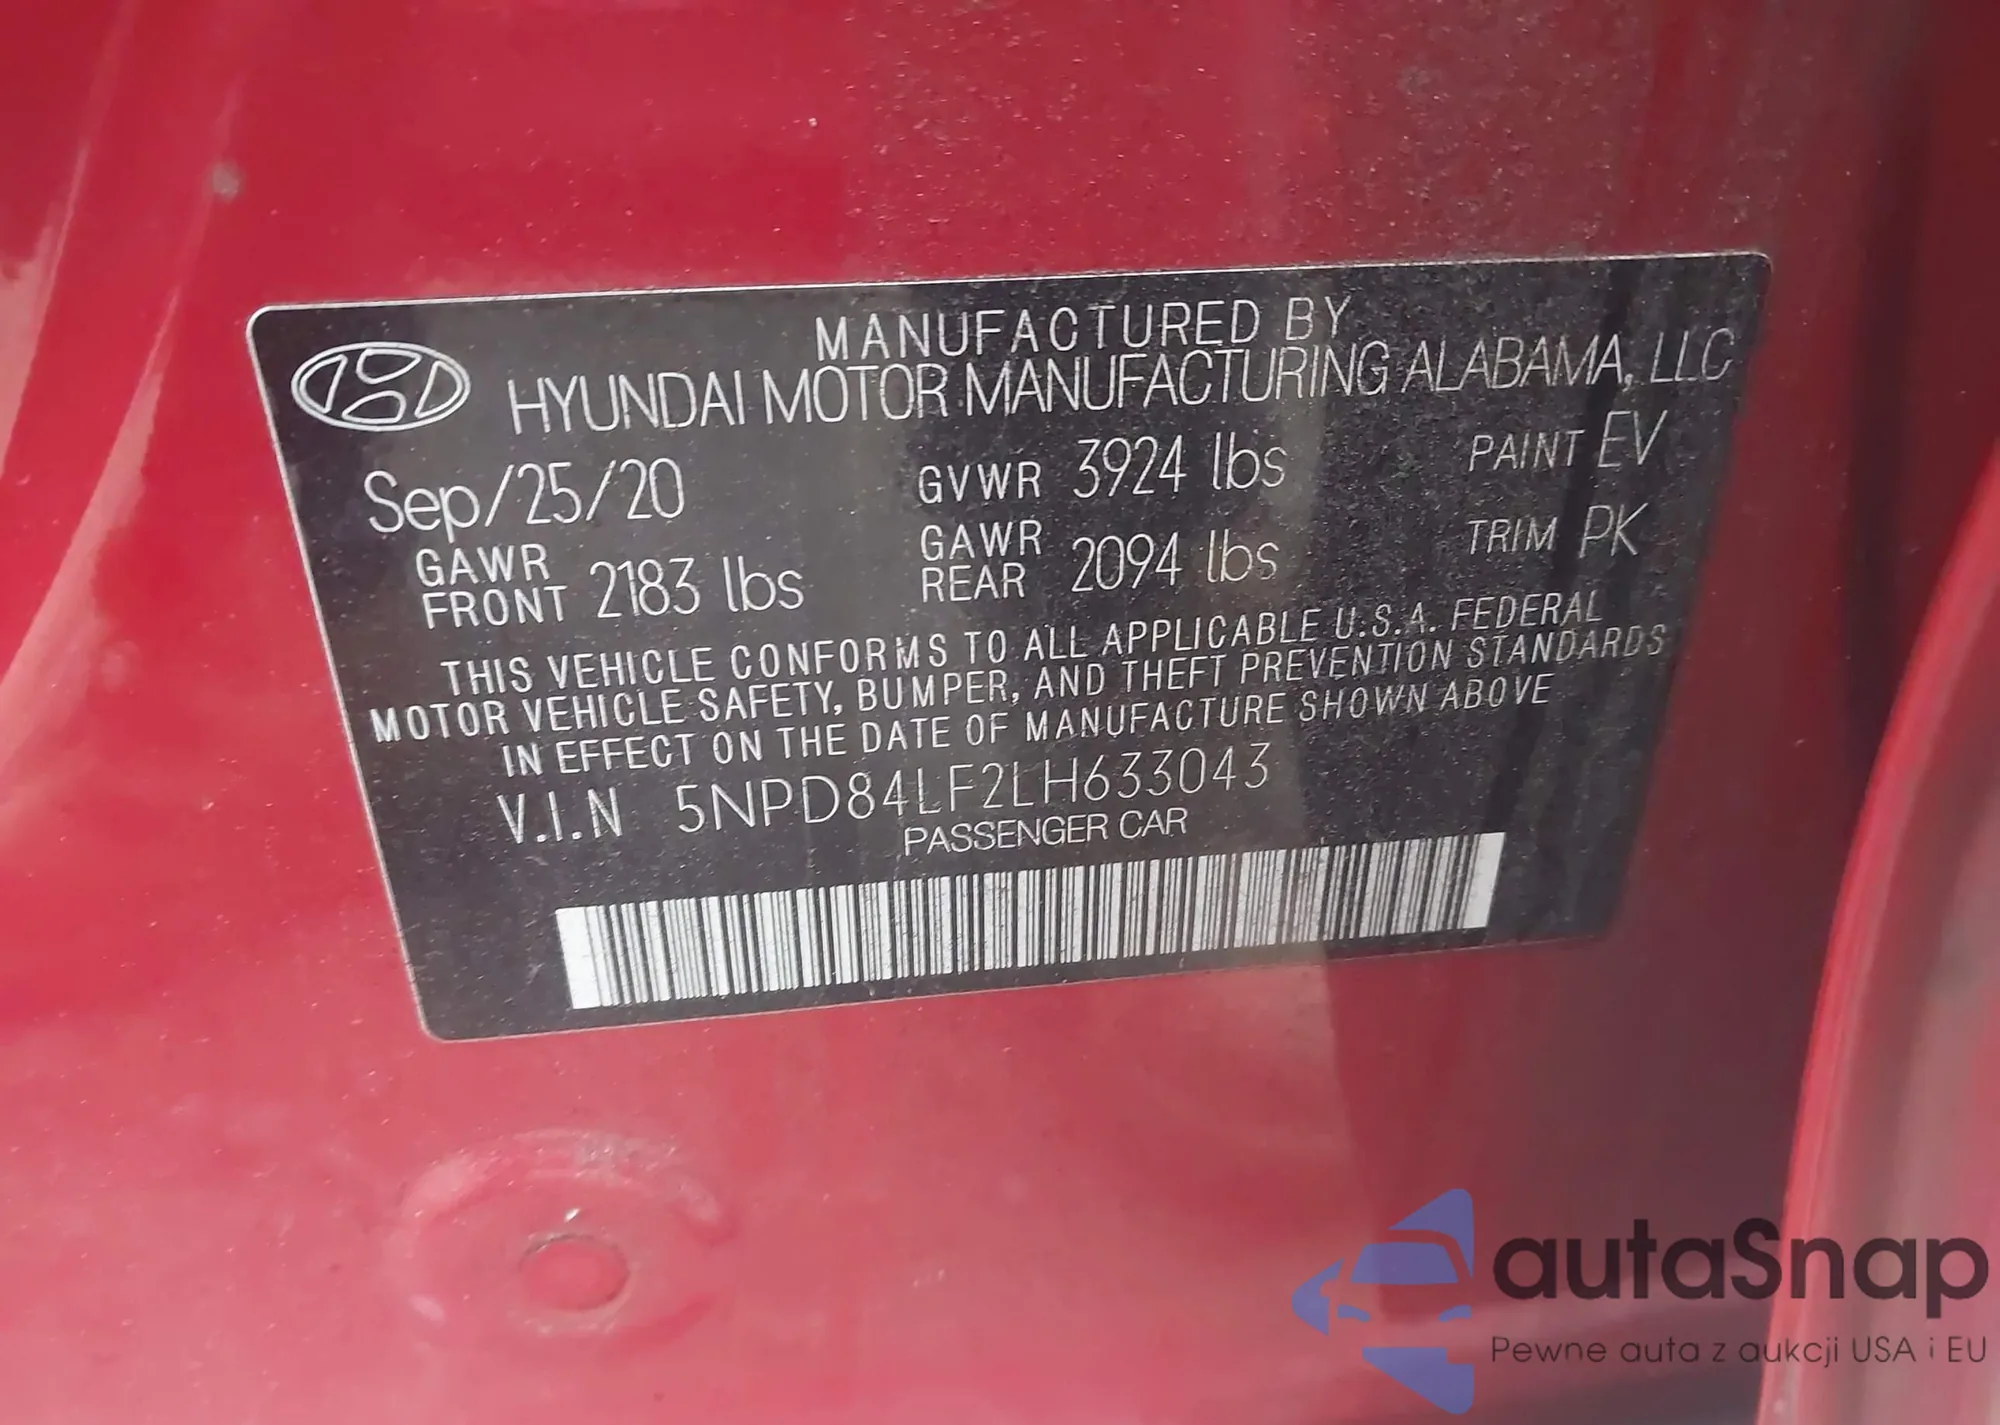 MANUFACTURED BY
HYUNDAI MOTOR MANUFACTURING ALABAMA, LLC
Sep/25/20 GVWR 3924 lbs PAINT EV
GAWR FRONT 2183 lbs GAWR REAR 2094 lbs TRIM PK
THIS VEHICLE CONFORMS TO ALL APPLICABLE U.S.A. FEDERAL
MOTOR VEHICLE SAFETY, BUMPER, AND THEFT PREVENTION STANDARDS
IN EFFECT ON THE DATE OF MANUFACTURE SHOWN ABOVE
V.I.N 5NPD84LF2LH633043
PASSENGER CAR
autaSnap
Pewne auta z aukcji USA i EU